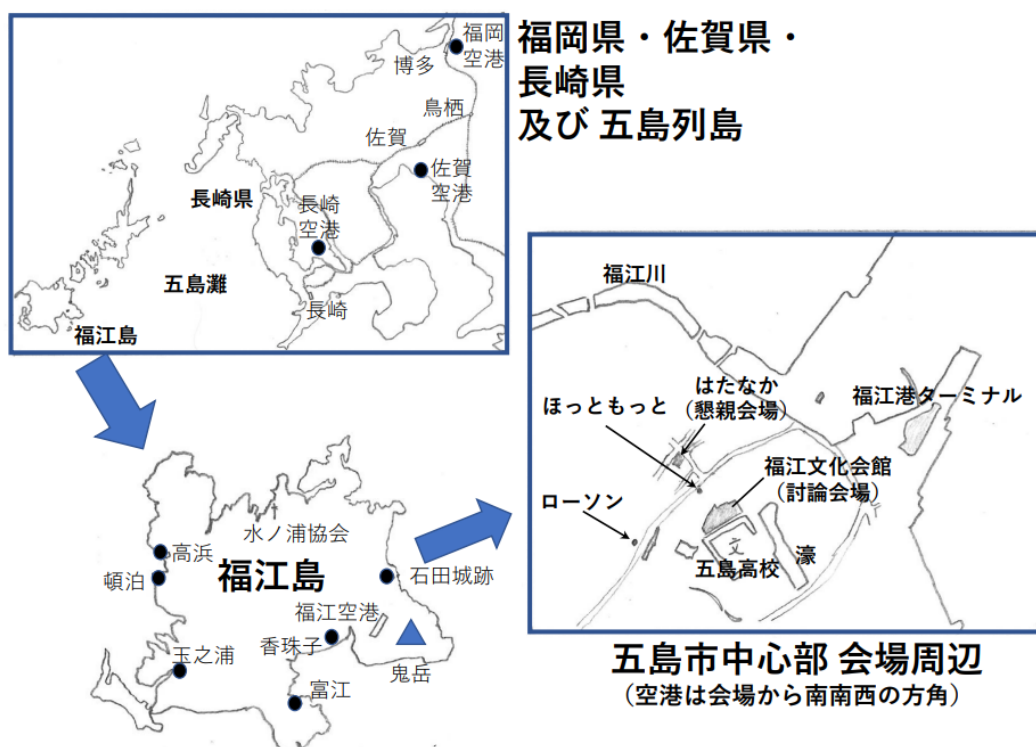 福岡県・佐賀県・
長崎県
及び 五島列島
福岡
空港
博多
鳥栖
佐賀
佐賀
空港
長崎県
長崎
空港
五島灘
長崎
福江島
福江川
はたなか
（懇親会場）
ほっともっと
福江港ターミナル
福江文化会館
（討論会場）
ローソン
文
五島高校
濠
水ノ浦協会
高浜
頓泊
福江島
石田城跡
福江空港
香珠子
鬼岳
玉之浦
富江
五島市中心部 会場周辺
（空港は会場から南南西の方角）